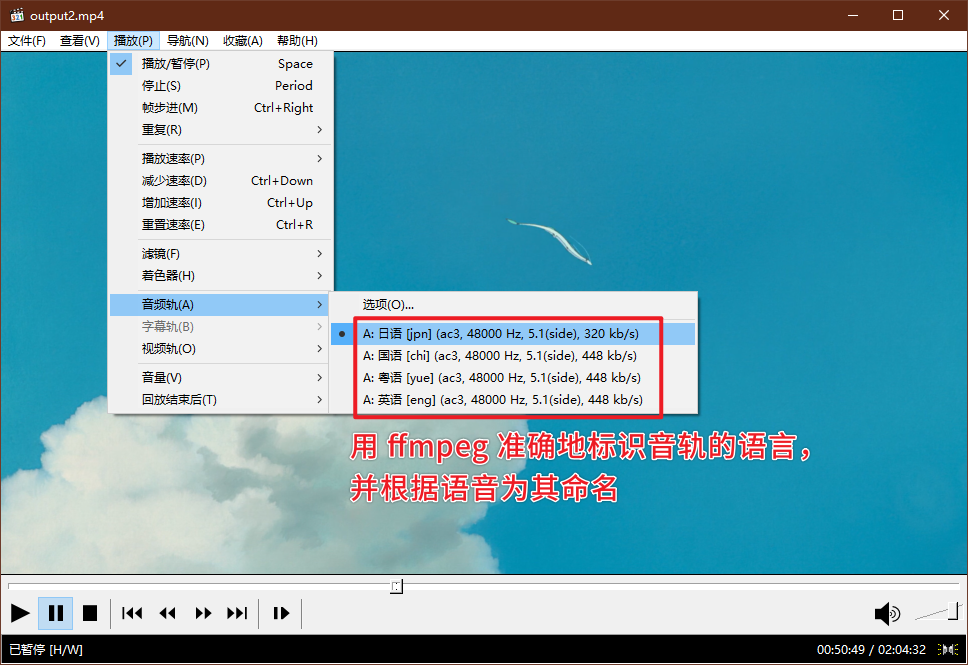 output2.mp4
文件(F) 查看(V) 播放(P) 导航(N) 收藏(A) 帮助(H)
播放/暂停(P) Space
停止(S) Period
帧步进(M) Ctrl+Right
重复(R)
播放速率(P)
减少速率(D) Ctrl+Down
增加速率(I) Ctrl+Up
重置速率(E) Ctrl+R
滤镜(F)
着色器(H)
音频轨(A)
字幕轨(B)
视频轨(O)
音量(V)
回放结束后(T)
选项(O)...
A: 日语 [jpn] (ac3, 48000 Hz, 5.1(side), 320 kb/s)
A: 国语 [chi] (ac3, 48000 Hz, 5.1(side), 448 kb/s)
A: 粤语 [yue] (ac3, 48000 Hz, 5.1(side), 448 kb/s)
A: 英语 [eng] (ac3, 48000 Hz, 5.1(side), 448 kb/s)
用 ffmpeg 准确地标识音轨的语言，
并根据语音为其命名
已暂停 [H/W] 00:50:49 / 02:04:32